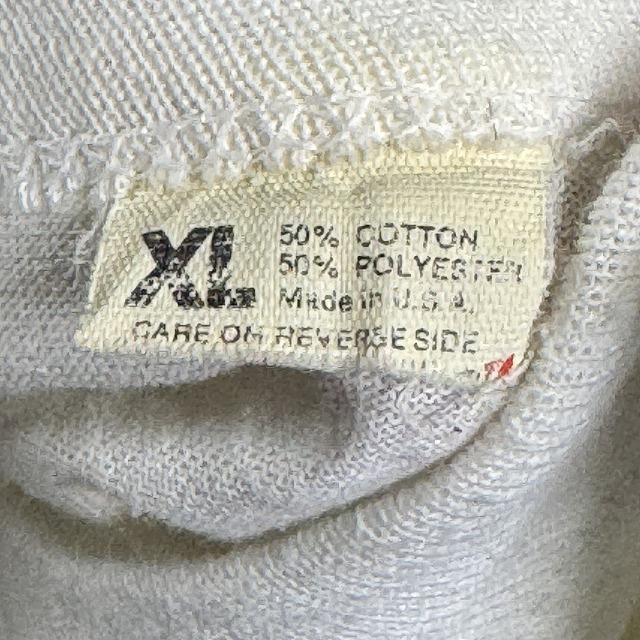 XL
50% COTTON
50% POLYESTER
Made in U.S.A.
CARE ON REVERSE SIDE